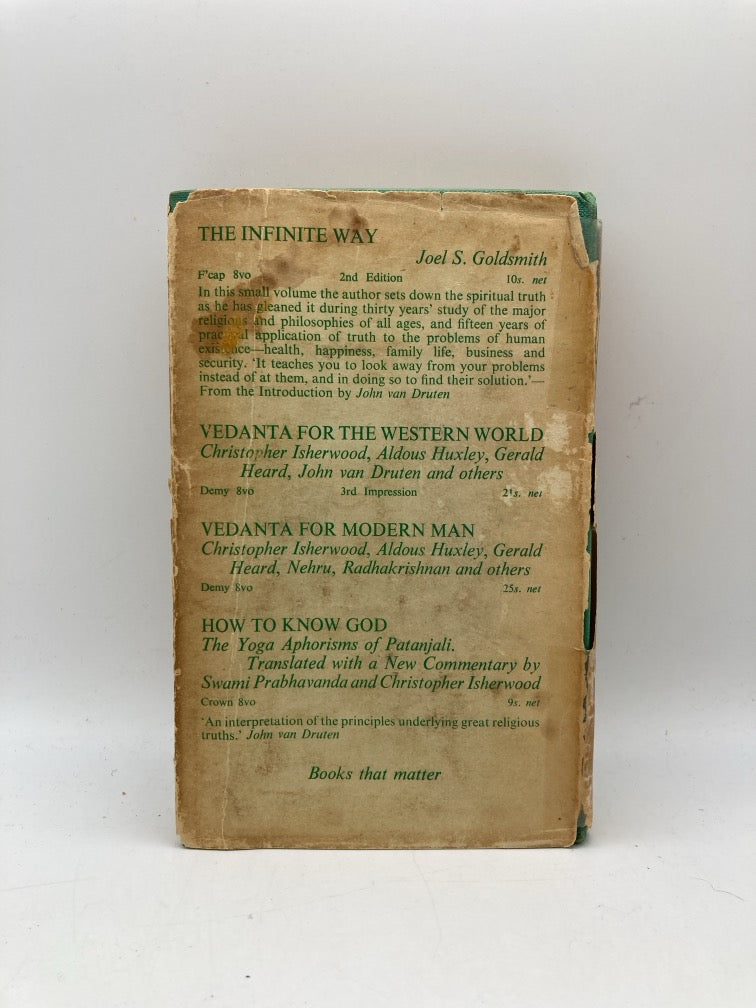 THE INFINITE WAY
Joel S. Goldsmith
F'cap 8vo 2nd Edition 10s. net
In this small volume the author sets down the spiritual truth
as he has gleaned it during thirty years' study of the major
religions and philosophies of all ages, and fifteen years of
practical application of truth to the problems of human
existence—health, happiness, family life, business and
security. 'It teaches you to look away from your problems
instead of at them, and in doing so to find their solution.'—
From the Introduction by John van Druten
VEDANTA FOR THE WESTERN WORLD
Christopher Isherwood, Aldous Huxley, Gerald
Heard, John van Druten and others
Demy 8vo 3rd Impression 21s. net
VEDANTA FOR MODERN MAN
Christopher Isherwood, Aldous Huxley, Gerald
Heard, Nehru, Radhakrishnan and others
Demy 8vo 25s. net
HOW TO KNOW GOD
The Yoga Aphorisms of Patanjali.
Translated with a New Commentary by
Swami Prabhavanda and Christopher Isherwood
Crown 8vo 9s. net
'An interpretation of the principles underlying great religious
truths.' John van Druten
Books that matter